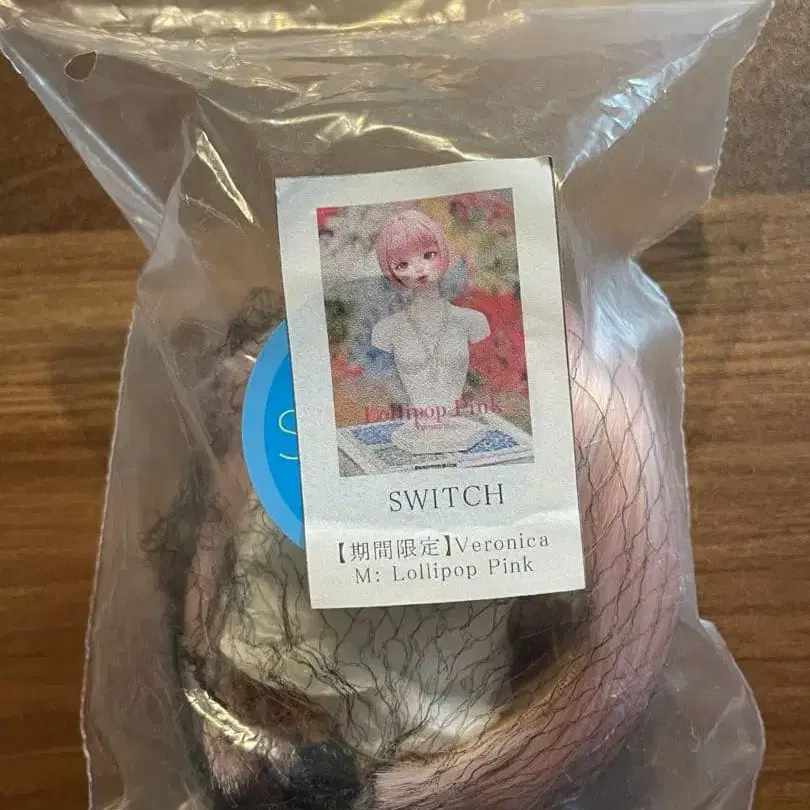 S
Lollipop Pink
SWITCH
【期間限定】Veronica
M: Lollipop Pink